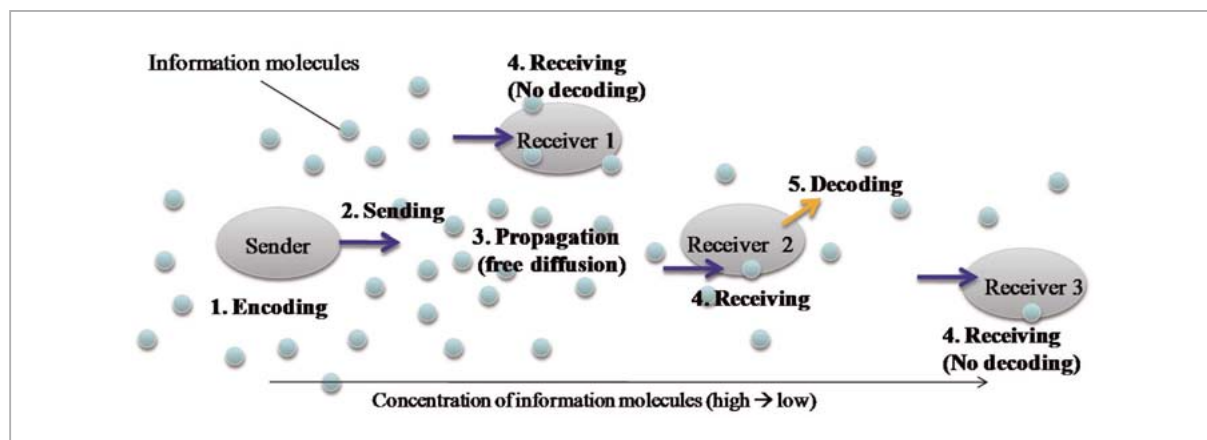 Information molecules
4. Receiving
(No decoding)
Receiver 1
2. Sending
Sender
3. Propagation
(free diffusion)
1. Encoding
5. Decoding
Receiver 2
4. Receiving
Receiver 3
4. Receiving
(No decoding)
Concentration of information molecules (high → low)